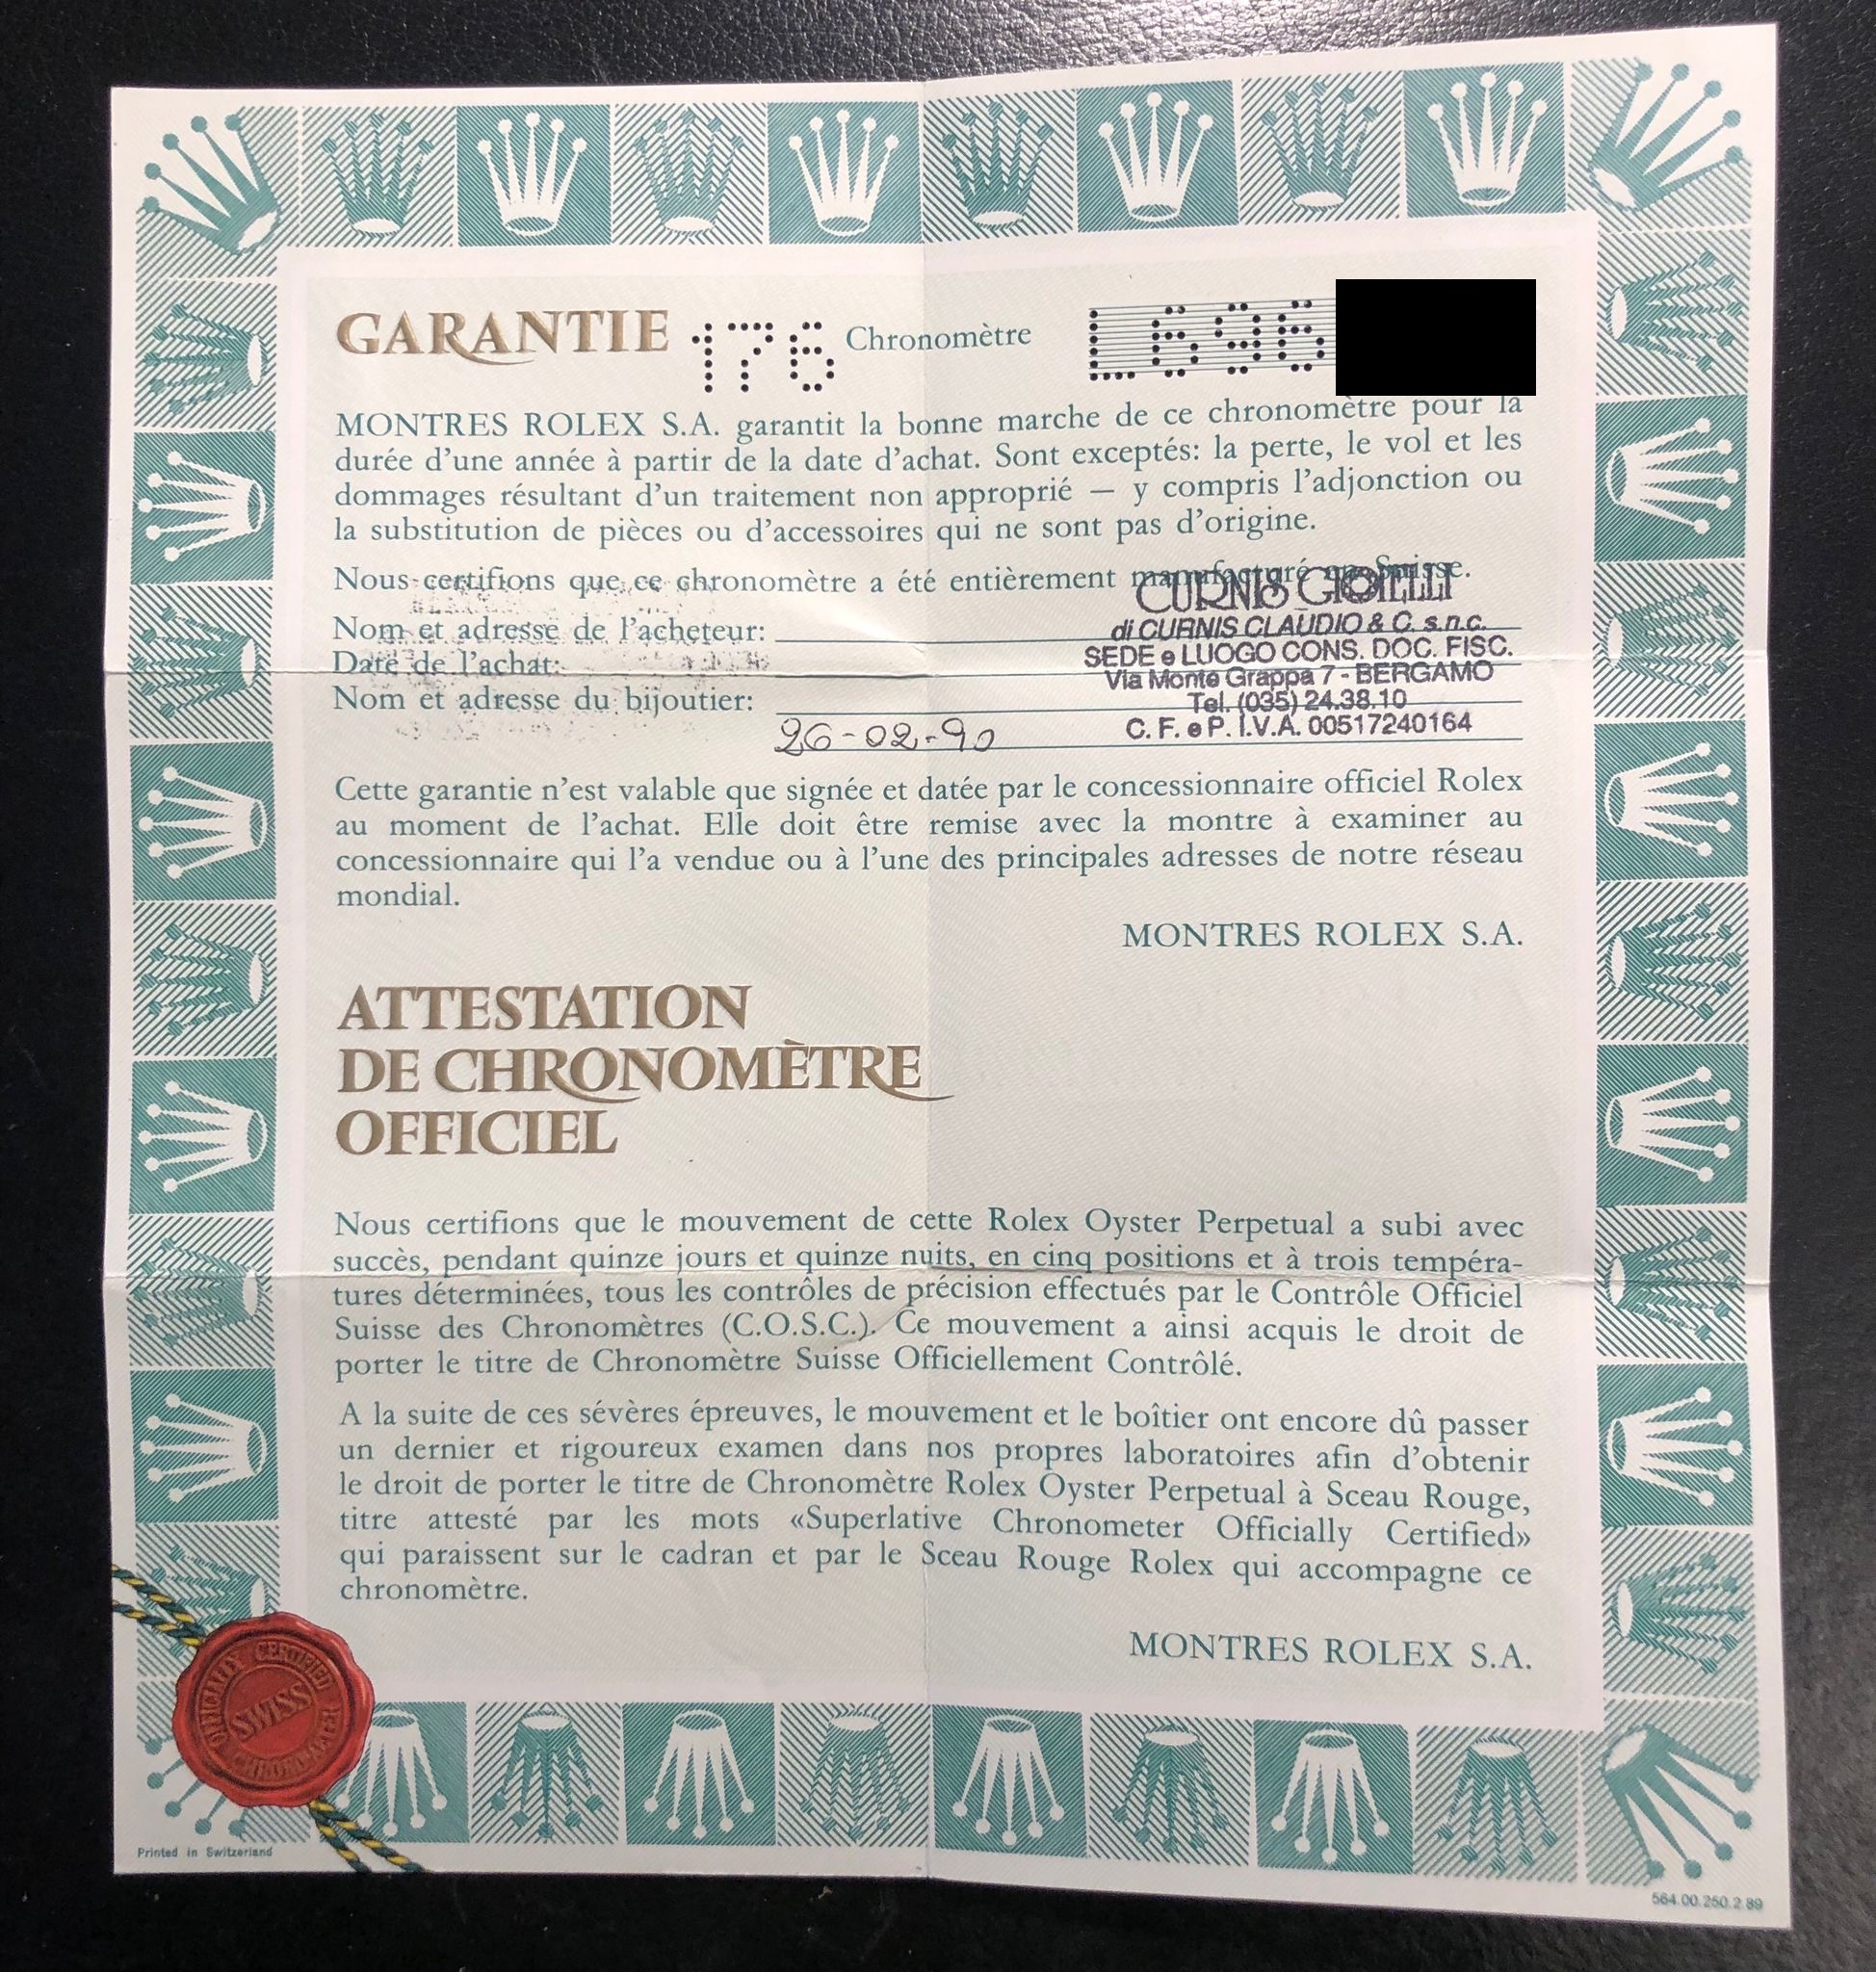 GARANTIE 176 Chronomètre L696
MONTRES ROLEX S.A. garantit la bonne marche de ce chronomètre pour la
durée d’une année à partir de la date d’achat. Sont exceptés: la perte, le vol et les
dommages résultant d’un traitement non approprié — y compris l’adjonction ou
la substitution de pièces ou d’accessoires qui ne sont pas d’origine.
Nous certifions que ce chronomètre a été entièrement manufacturé en Suisse.
CURNIS GIOIELLI
di CURNIS CLAUDIO & C. s.n.c.
SEDE e LUOGO CONS. DOC. FISC.
Via Monte Grappa 7 - BERGAMO
Tel. (035) 24.38.10
C. F. e P. I.V.A. 00517240164
Nom et adresse de l’acheteur:
Date de l’achat:
Nom et adresse du bijoutier:
26-02-90
Cette garantie n’est valable que signée et datée par le concessionnaire officiel Rolex
au moment de l’achat. Elle doit être remise avec la montre à examiner au
concessionnaire qui l’a vendue ou à l’une des principales adresses de notre réseau
mondial.
MONTRES ROLEX S.A.
ATTESTATION
DE CHRONOMÈTRE
OFFICIEL
Nous certifions que le mouvement de cette Rolex Oyster Perpetual a subi avec
succès, pendant quinze jours et quinze nuits, en cinq positions et à trois tempéra-
tures déterminées, tous les contrôles de précision effectués par le Contrôle Officiel
Suisse des Chronomètres (C.O.S.C.). Ce mouvement a ainsi acquis le droit de
porter le titre de Chronomètre Suisse Officiellement Contrôlé.
A la suite de ces sévères épreuves, le mouvement et le boîtier ont encore dû passer
un dernier et rigoureux examen dans nos propres laboratoires afin d’obtenir
le droit de porter le titre de Chronomètre Rolex Oyster Perpetual à Sceau Rouge,
titre attesté par les mots «Superlative Chronometer Officially Certified»
qui paraissent sur le cadran et par le Sceau Rouge Rolex qui accompagne ce
chronomètre.
MONTRES ROLEX S.A.
OFFICIALLY CERTIFIED
SWISS
CHRONOMETER
Printed in Switzerland
564.00.250.2.89